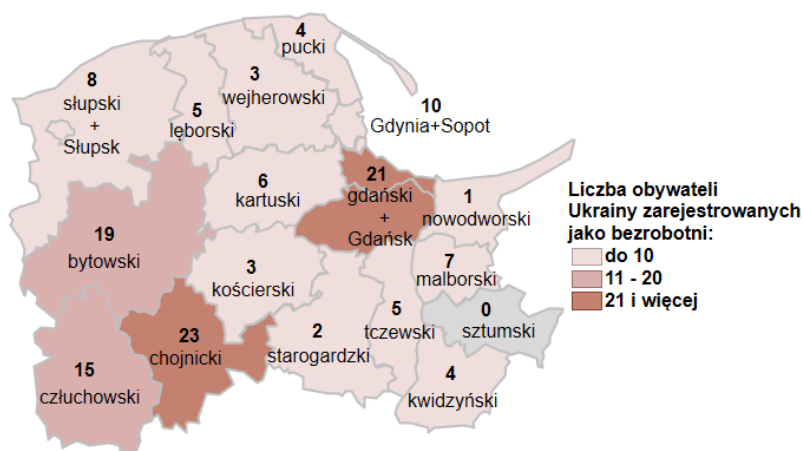 4
pucki
8
słupski
+
Słupsk
3
wejherowski
5
lęborski
10
Gdynia+Sopot
6
kartuski
21
gdański
+
Gdańsk
1
nowodworski
19
bytowski
3
kościerski
7
malborski
0
sztumski
23
chojnicki
2
starogardzki
5
tczewski
15
człuchowski
4
kwidzyński
Liczba obywateli
Ukrainy zarejestrowanych
jako bezrobotni:
do 10
11 - 20
21 i więcej